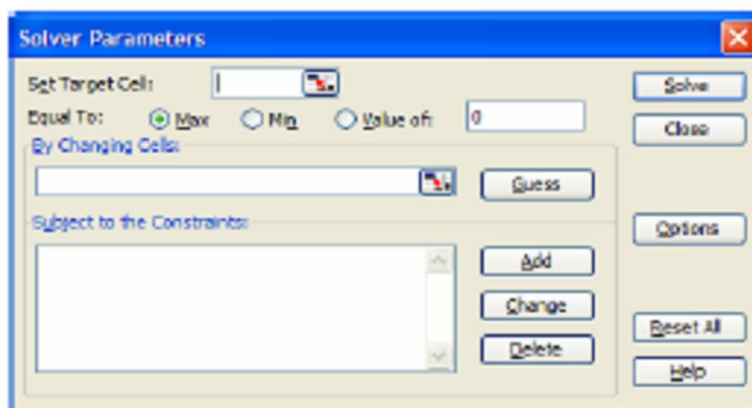 Solver Parameters
Set Target Cell:
Solve
Equal To: Max Min Value of: 0
Close
By Changing Cells:
Guess
Subject to the Constraints:
Options
Add
Change
Reset All
Delete
Help